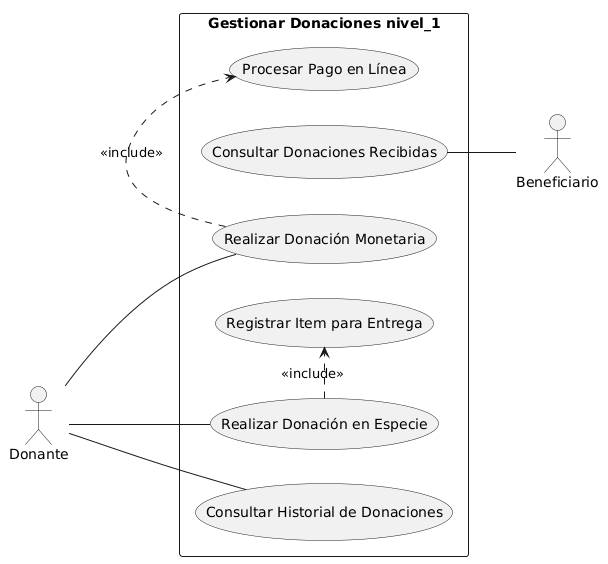 Gestionar Donaciones nivel_1
Procesar Pago en Línea
«include»
Consultar Donaciones Recibidas
Beneficiario
Realizar Donación Monetaria
Registrar Item para Entrega
«include»
Realizar Donación en Especie
Donante
Consultar Historial de Donaciones